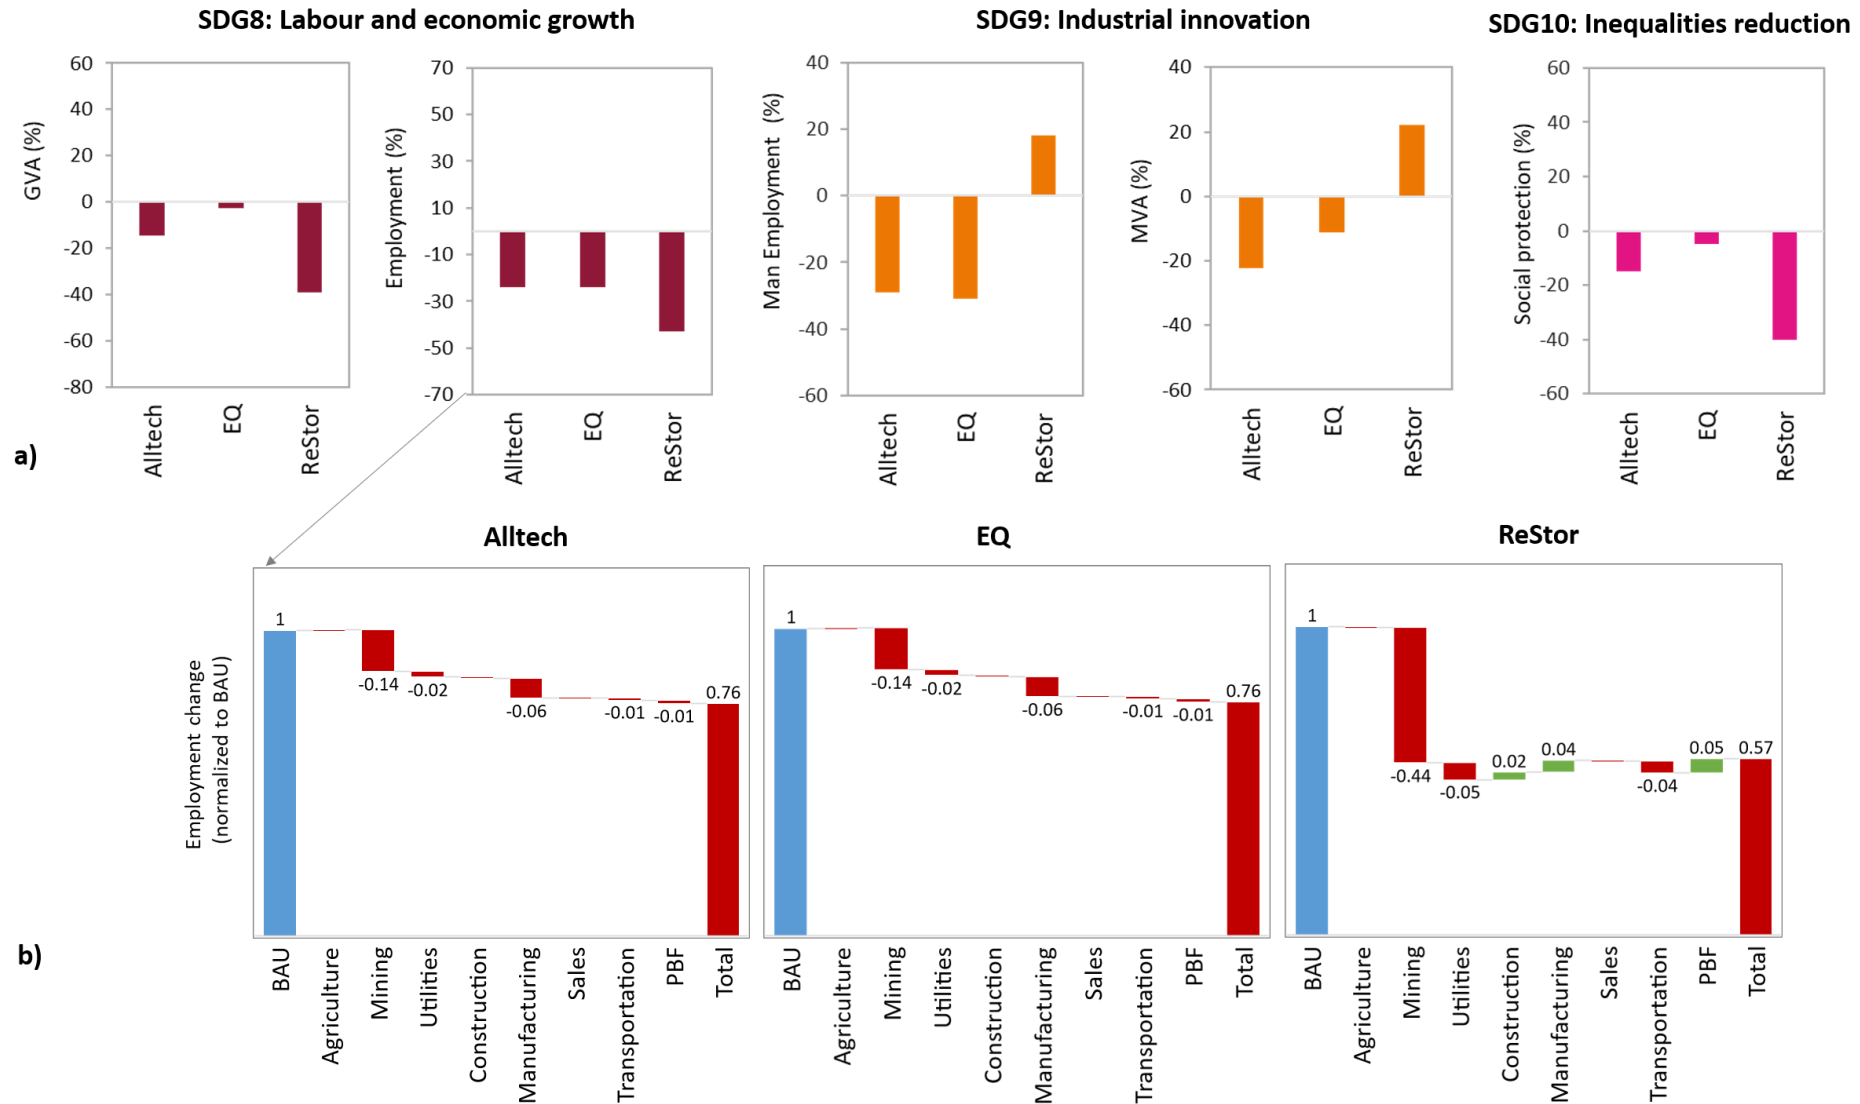 SDG8: Labour and economic growth
SDG9: Industrial innovation
SDG10: Inequalities reduction
GVA (%)
60
40
20
0
-20
-40
-60
-80
Alltech
EQ
ReStor
Employment (%)
70
50
30
10
-10
-30
-50
-70
Alltech
EQ
ReStor
Man Employment (%)
40
20
0
-20
-40
-60
Alltech
EQ
ReStor
MVA (%)
40
20
0
-20
-40
-60
Alltech
EQ
ReStor
Social protection (%)
60
40
20
0
-20
-40
-60
Alltech
EQ
ReStor
a)
Alltech
EQ
ReStor
Employment change
(normalized to BAU)
1
-0.14
-0.02
-0.06
-0.01
-0.01
0.76
BAU
Agriculture
Mining
Utilities
Construction
Manufacturing
Sales
Transportation
PBF
Total
1
-0.14
-0.02
-0.06
-0.01
-0.01
0.76
BAU
Agriculture
Mining
Utilities
Construction
Manufacturing
Sales
Transportation
PBF
Total
1
-0.44
-0.05
0.02
0.04
-0.04
0.05
0.57
BAU
Agriculture
Mining
Utilities
Construction
Manufacturing
Sales
Transportation
PBF
Total
b)